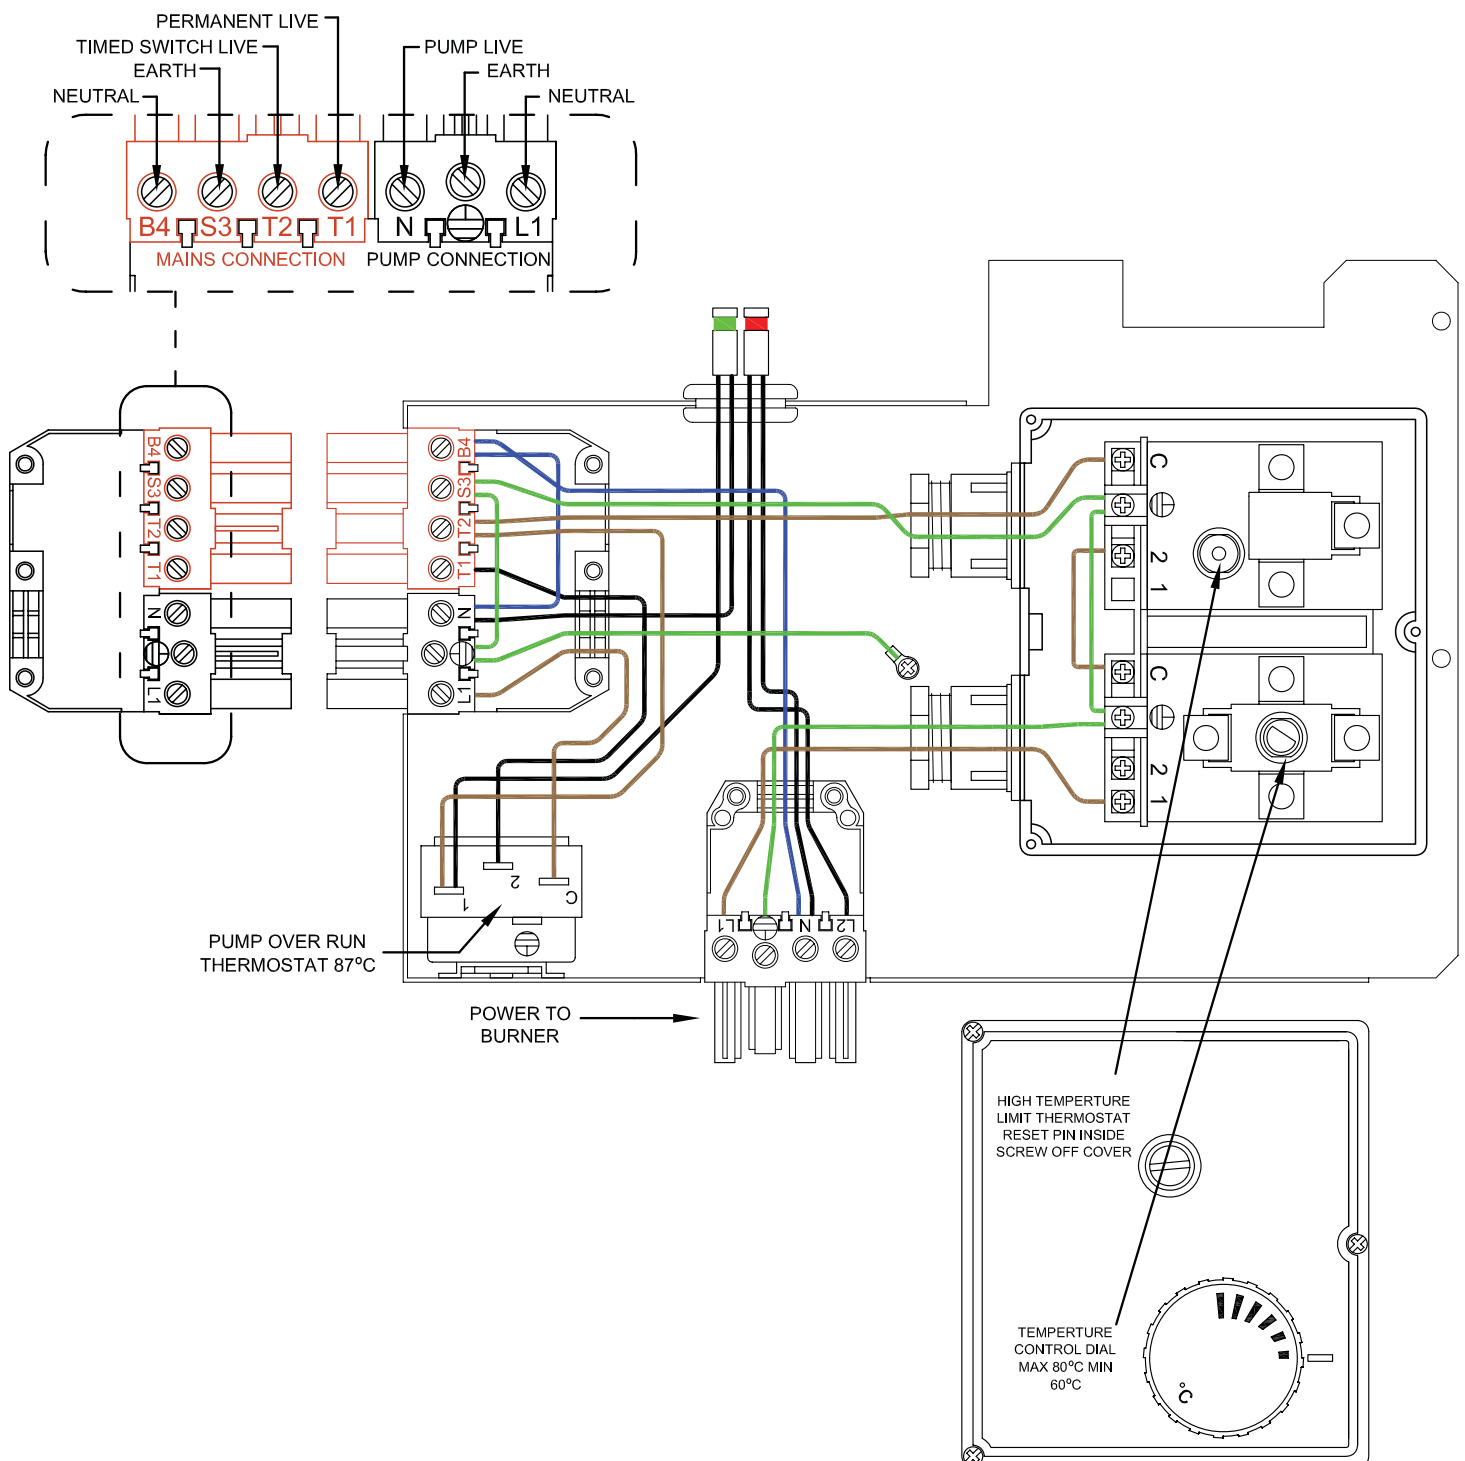 PERMANENT LIVE
TIMED SWITCH LIVE
EARTH
NEUTRAL
PUMP LIVE
EARTH
NEUTRAL
B4 S3 T2 T1 N L1
MAINS CONNECTION PUMP CONNECTION
B4
S3
T2
T1
N
L1
B4
S3
T2
T1
N
L1
C
2
1
C
2
1
1
2
C
PUMP OVER RUN
THERMOSTAT 87ºC
L1 N L2
POWER TO
BURNER
HIGH TEMPERTURE
LIMIT THERMOSTAT
RESET PIN INSIDE
SCREW OFF COVER
TEMPERTURE
CONTROL DIAL
MAX 80ºC MIN
60ºC
°C